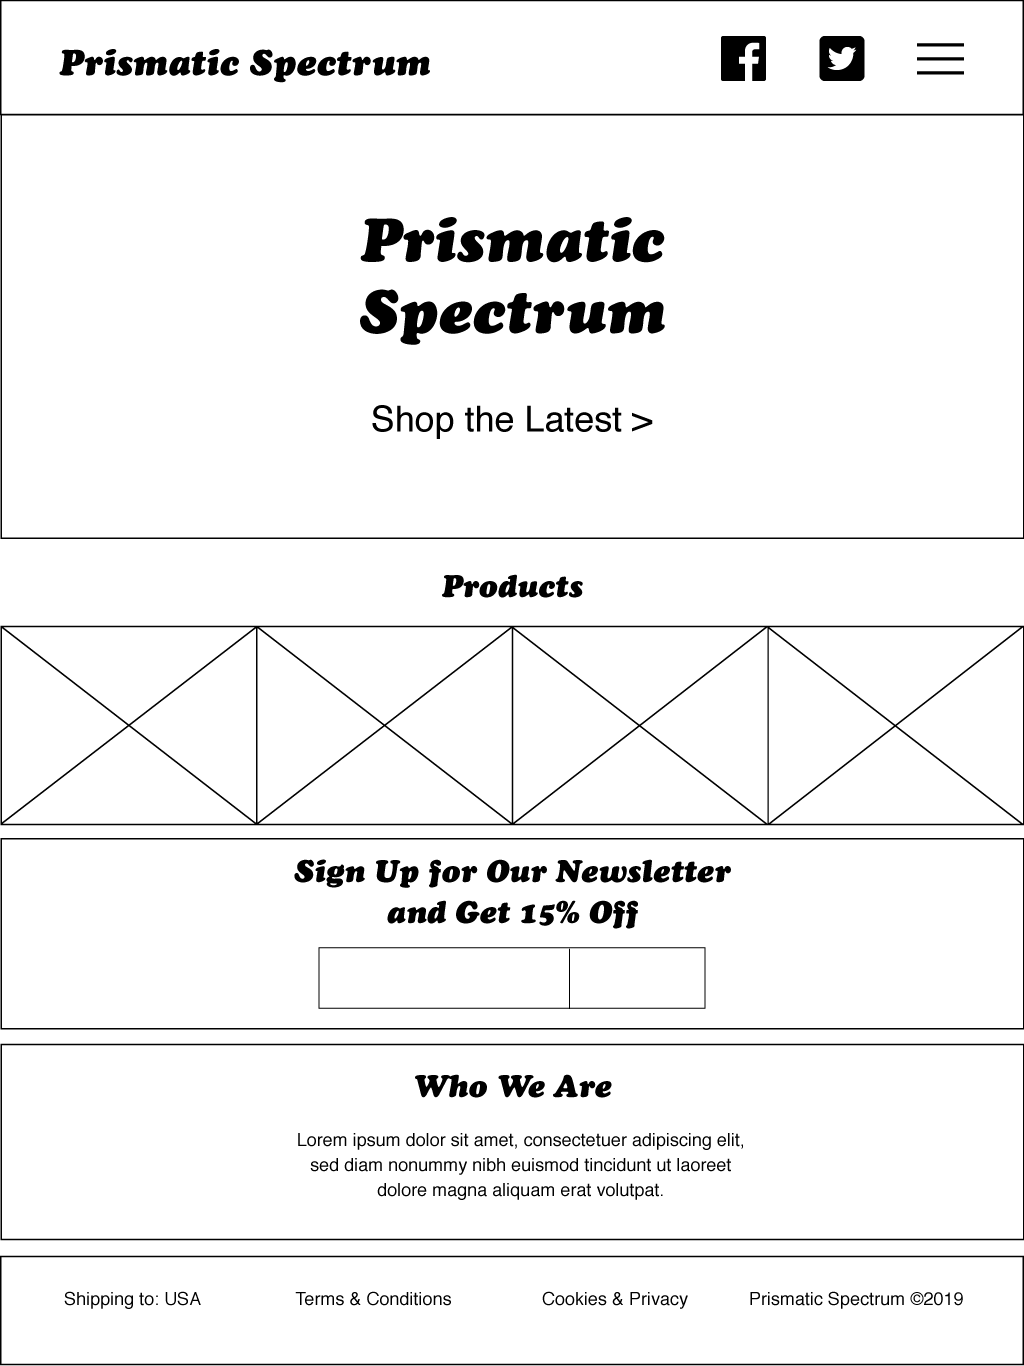 Prismatic Spectrum
Prismatic
Spectrum
Shop the Latest >
Products
Sign Up for Our Newsletter
and Get 15% Off
Who We Are
Lorem ipsum dolor sit amet, consectetuer adipiscing elit,
sed diam nonummy nibh euismod tincidunt ut laoreet
dolore magna aliquam erat volutpat.
Shipping to: USA
Terms & Conditions
Cookies & Privacy
Prismatic Spectrum ©2019